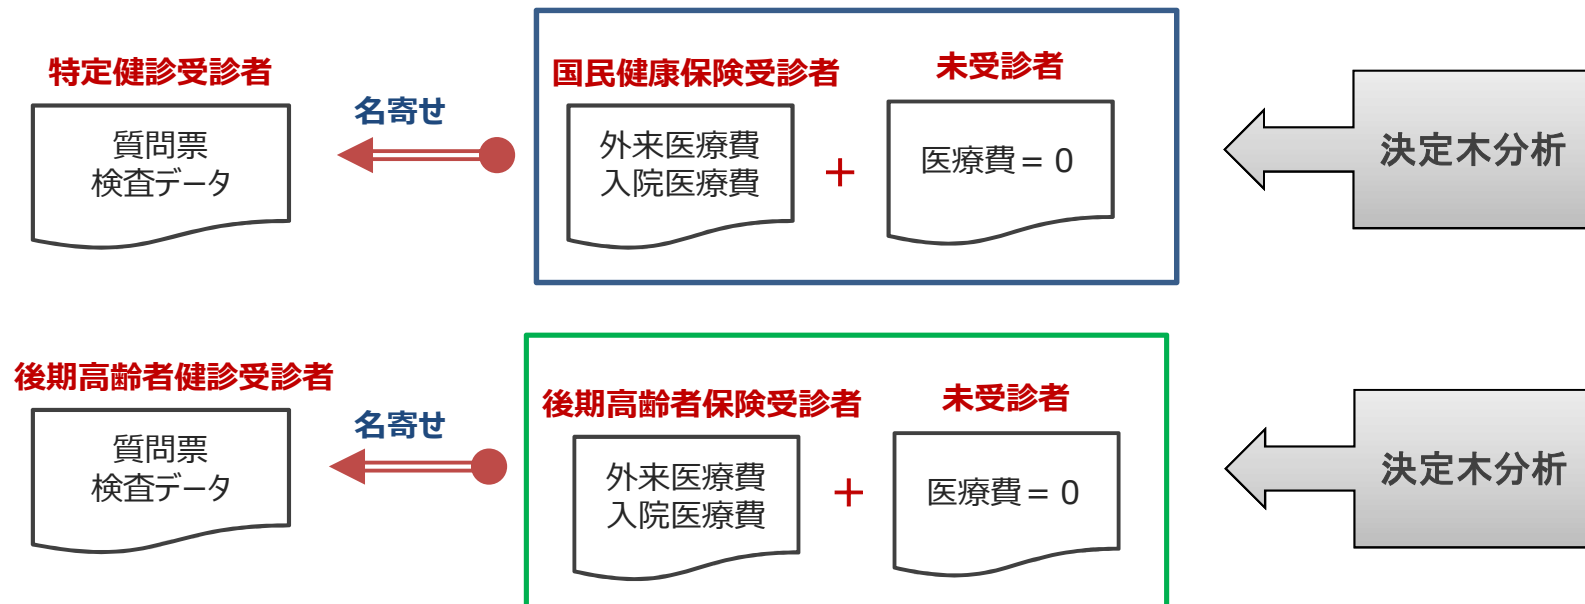 特定健診受診者
質問票
検査データ
名寄せ
国民健康保険受診者
外来医療費
入院医療費
+
未受診者
医療費＝０
決定木分析
後期高齢者健診受診者
質問票
検査データ
名寄せ
後期高齢者保険受診者
外来医療費
入院医療費
+
未受診者
医療費＝０
決定木分析